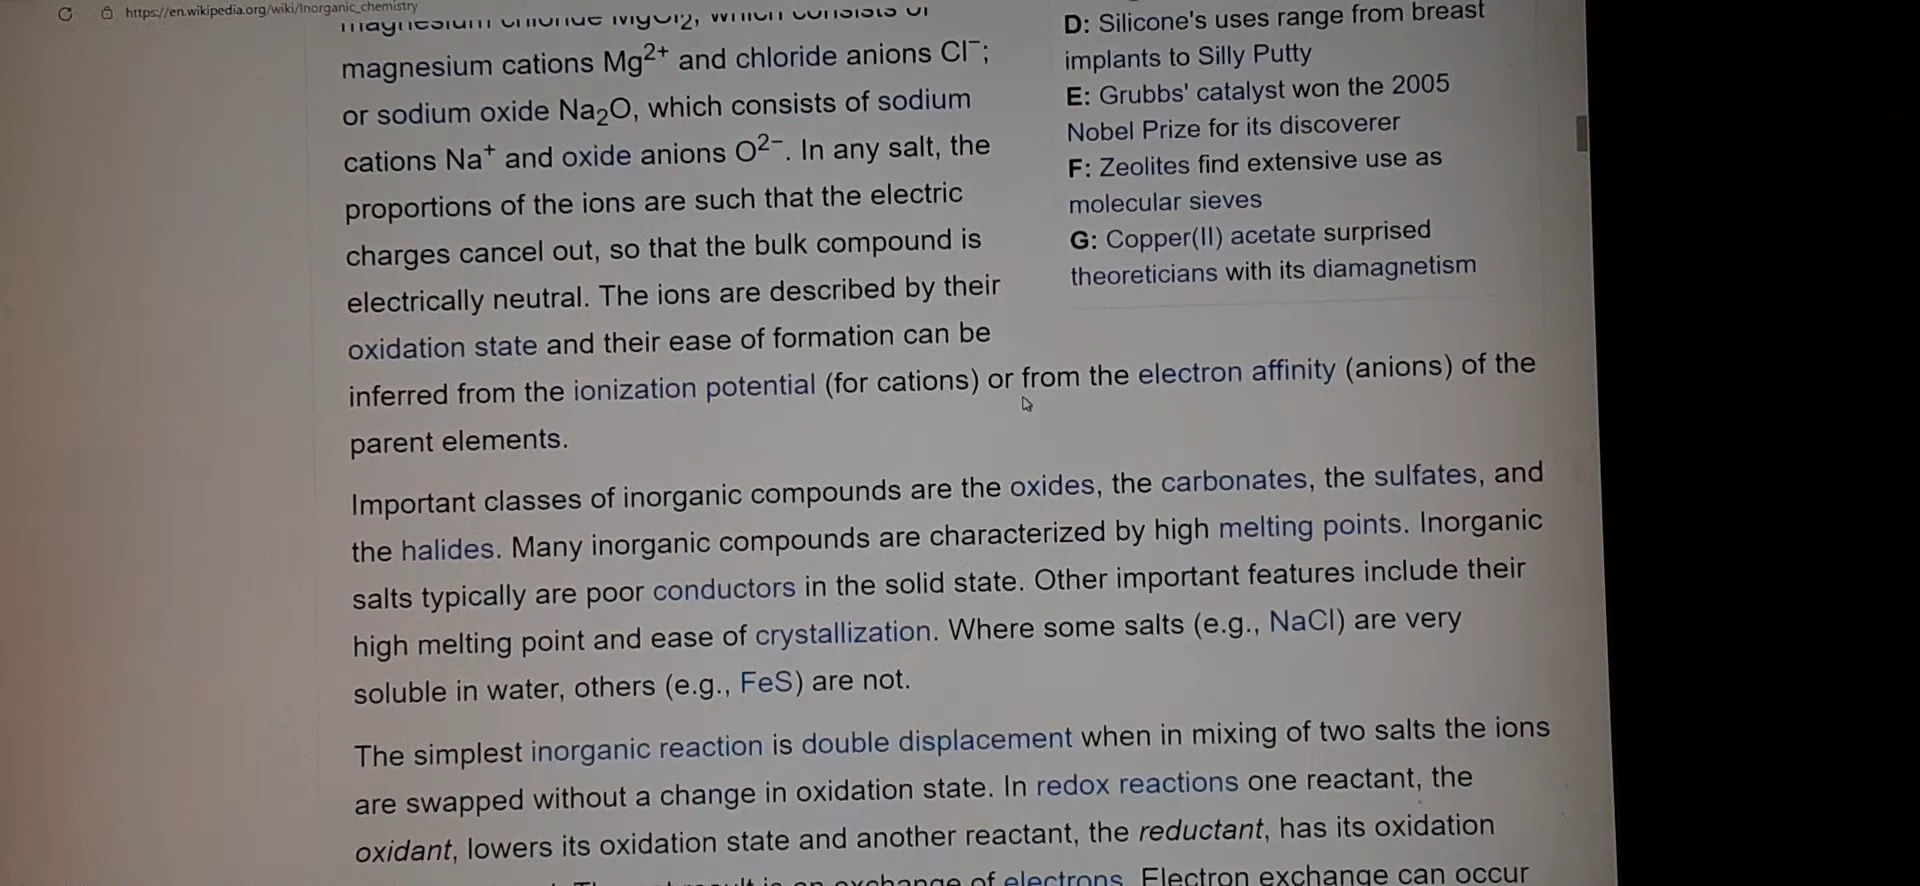 https://en.wikipedia.org/wiki/Inorganic_chemistry
magnesium chloride MgCl2, which consists of
magnesium cations Mg2+ and chloride anions Cl−;
or sodium oxide Na2O, which consists of sodium
cations Na+ and oxide anions O2−. In any salt, the
proportions of the ions are such that the electric
charges cancel out, so that the bulk compound is
electrically neutral. The ions are described by their
oxidation state and their ease of formation can be
inferred from the ionization potential (for cations) or from the electron affinity (anions) of the
parent elements.
D: Silicone's uses range from breast
implants to Silly Putty
E: Grubbs' catalyst won the 2005
Nobel Prize for its discoverer
F: Zeolites find extensive use as
molecular sieves
G: Copper(II) acetate surprised
theoreticians with its diamagnetism
Important classes of inorganic compounds are the oxides, the carbonates, the sulfates, and
the halides. Many inorganic compounds are characterized by high melting points. Inorganic
salts typically are poor conductors in the solid state. Other important features include their
high melting point and ease of crystallization. Where some salts (e.g., NaCl) are very
soluble in water, others (e.g., FeS) are not.
The simplest inorganic reaction is double displacement when in mixing of two salts the ions
are swapped without a change in oxidation state. In redox reactions one reactant, the
oxidant, lowers its oxidation state and another reactant, the reductant, has its oxidation
is an exchange of electrons. Electron exchange can occur